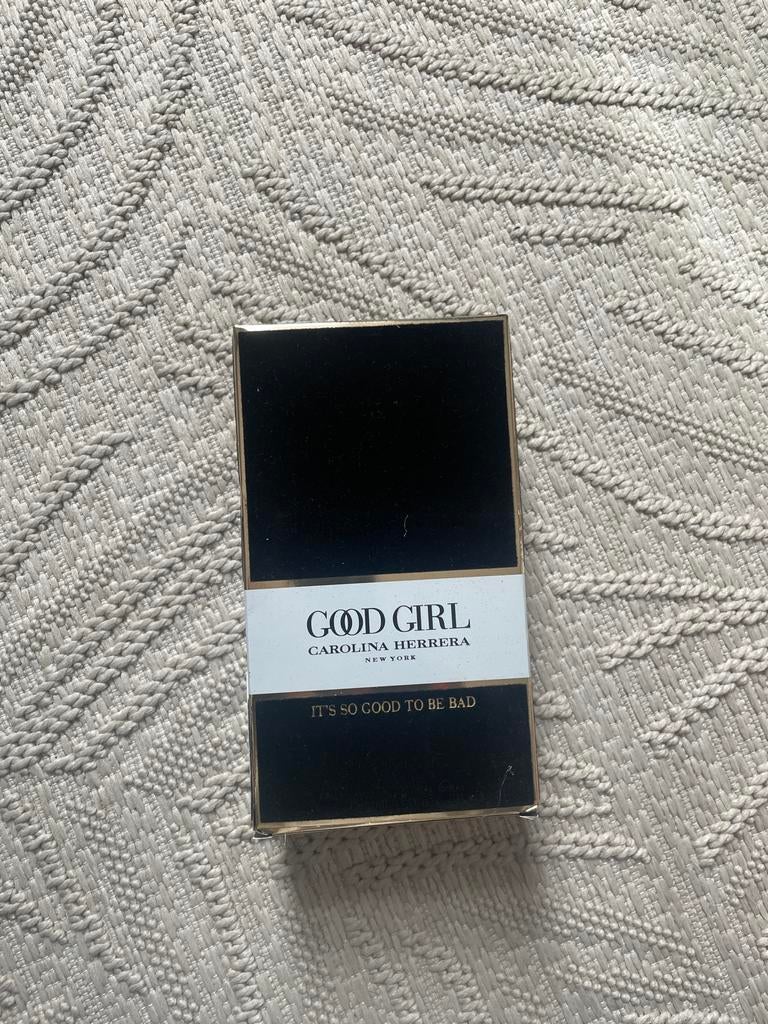 GOOD GIRL
CAROLINA HERRERA
NEW YORK
IT'S SO GOOD TO BE BAD